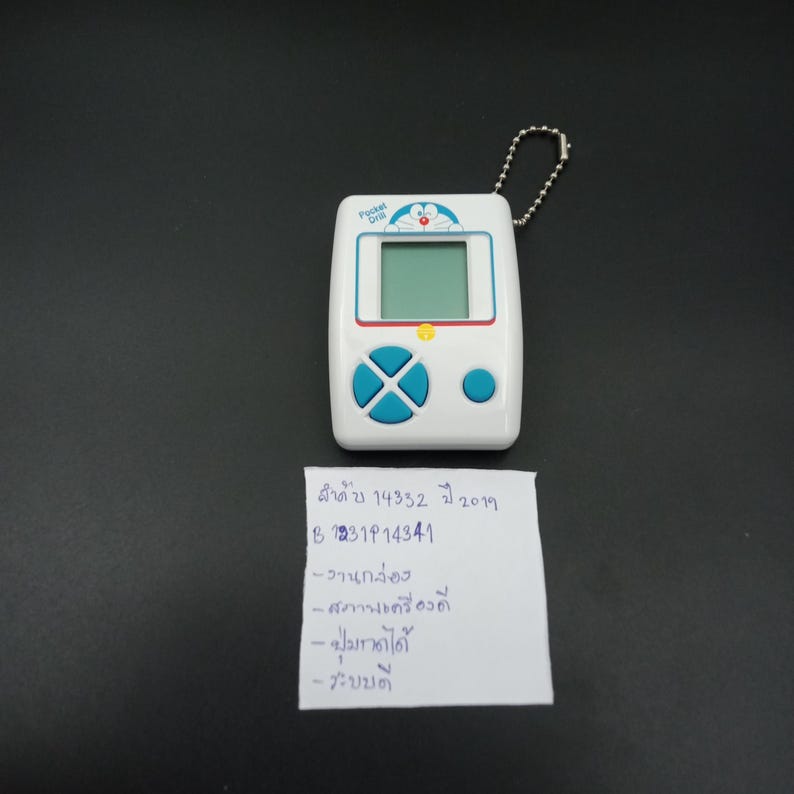 Pocket
Drill
ลำดับ 14332 ปี 2019
B 1231P14341
- งานกล่อง
- สภาพเครื่องดี
- ปุ่มกดได้
- ระบบดี